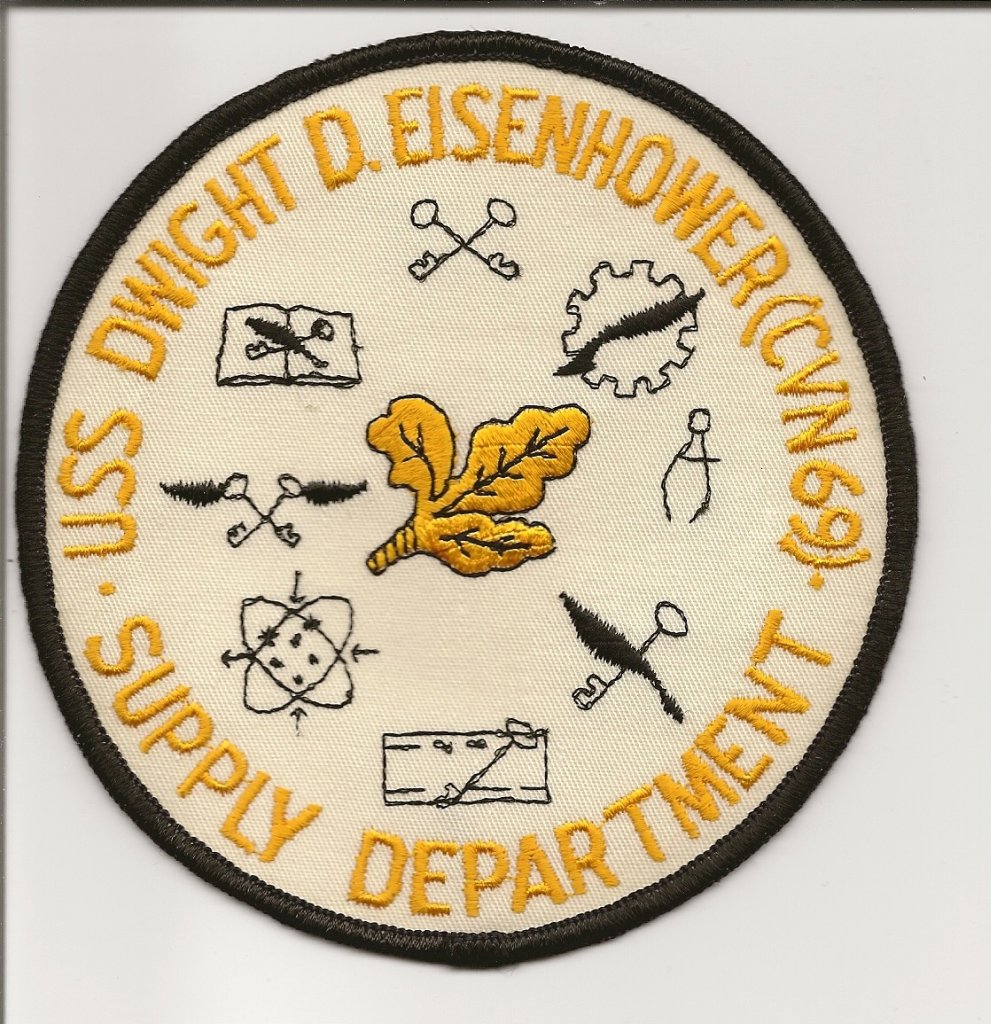 USS DWIGHT D. EISENHOWER (CVN 69)
· SUPPLY DEPARTMENT ·